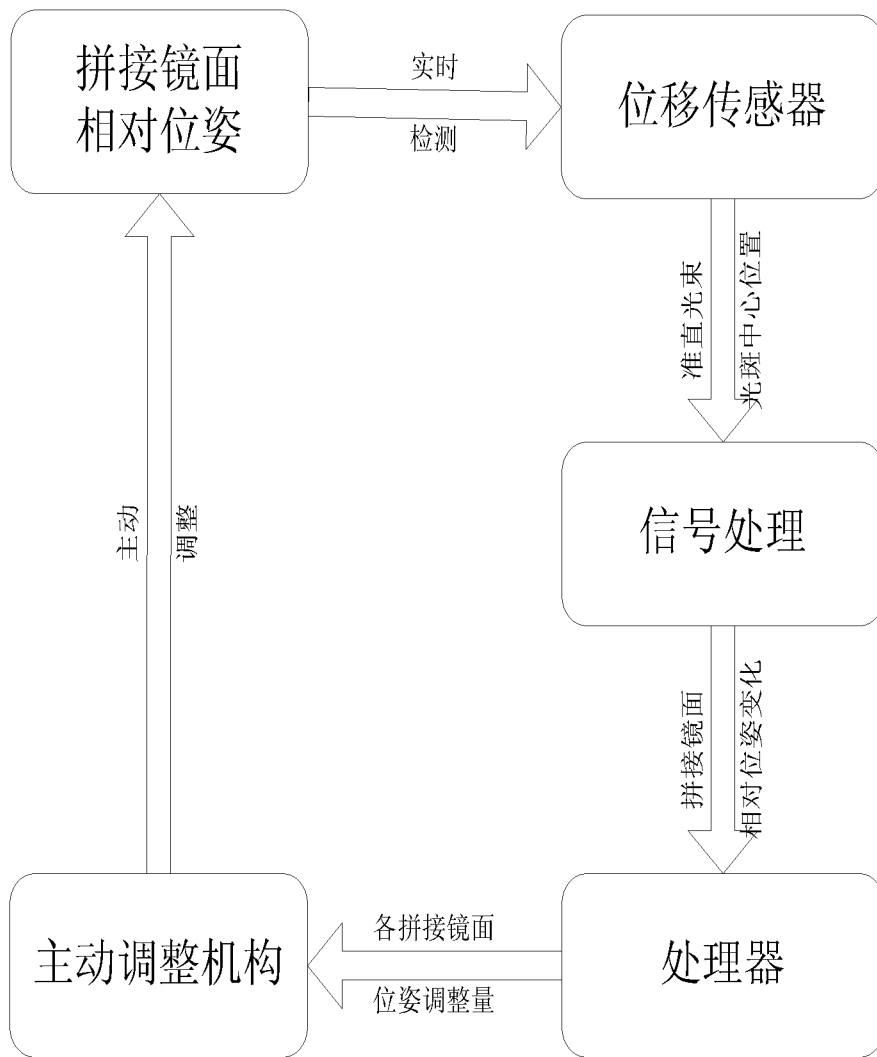 拼接镜面
相对位姿
实时
检测
位移传感器
准直光束
光斑中心位置
信号处理
拼接镜面
相对位姿变化
处理器
各拼接镜面
位姿调整量
主动调整机构
主动
调整